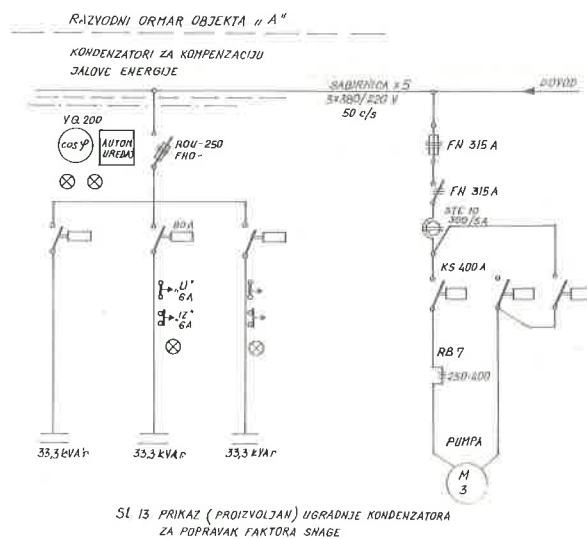 RAZVODNI ORMAR OBJEKTA „A"
KONDENZATORI ZA KOMPENZACIJU
JALOVE ENERGIJE
SABIRNICA x 5
3x380/220 V
50 c/s
DOVOD
YQ 200
cos φ
AUTOM
UREĐAJ
ROU-250
FN 315 A
FN 315 A
STE 10
300/5A
80A
KS 400 A
„U"
6A
„IZ"
6A
RB 7
250-400
33,3 kVAr
33,3 kVAr
33,3 kVAr
PUMPA
M
3
Sl. 13 PRIKAZ (PROIZVOLJAN) UGRADNJE KONDENZATORA
ZA POPRAVAK FAKTORA SNAGE